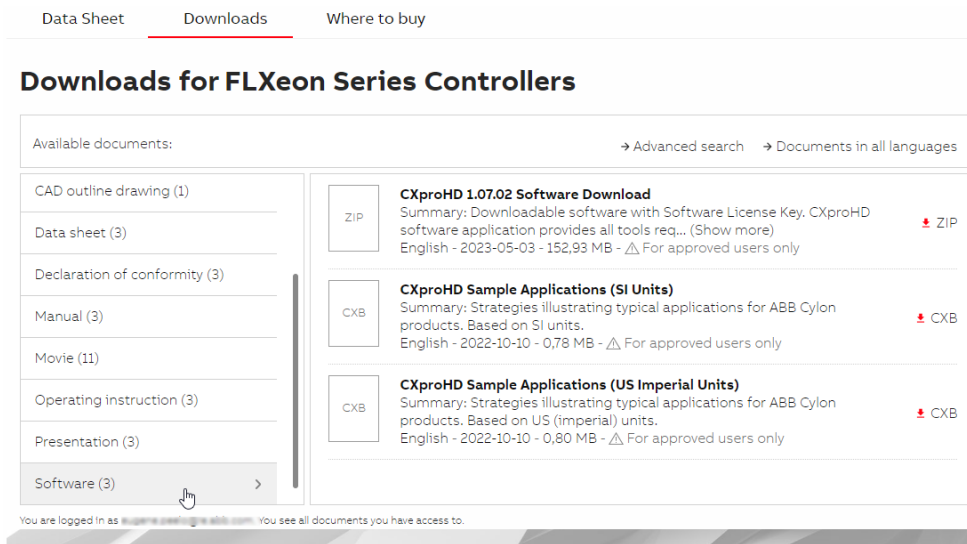 Data Sheet Downloads Where to buy
Downloads for FLXeon Series Controllers
Available documents:
→ Advanced search → Documents in all languages
CAD outline drawing (1)
Data sheet (3)
Declaration of conformity (3)
Manual (3)
Movie (11)
Operating instruction (3)
Presentation (3)
Software (3)
ZIP
CXproHD 1.07.02 Software Download
Summary: Downloadable software with Software License Key. CXproHD
software application provides all tools req... (Show more)
English - 2023-05-03 - 152,93 MB - ⚠ For approved users only
ZIP
CXB
CXproHD Sample Applications (SI Units)
Summary: Strategies illustrating typical applications for ABB Cylon
products. Based on SI units.
English - 2022-10-10 - 0,78 MB - ⚠ For approved users only
CXB
CXB
CXproHD Sample Applications (US Imperial Units)
Summary: Strategies illustrating typical applications for ABB Cylon
products. Based on US (imperial) units.
English - 2022-10-10 - 0,80 MB - ⚠ For approved users only
CXB
You are logged in as You see all documents you have access to.